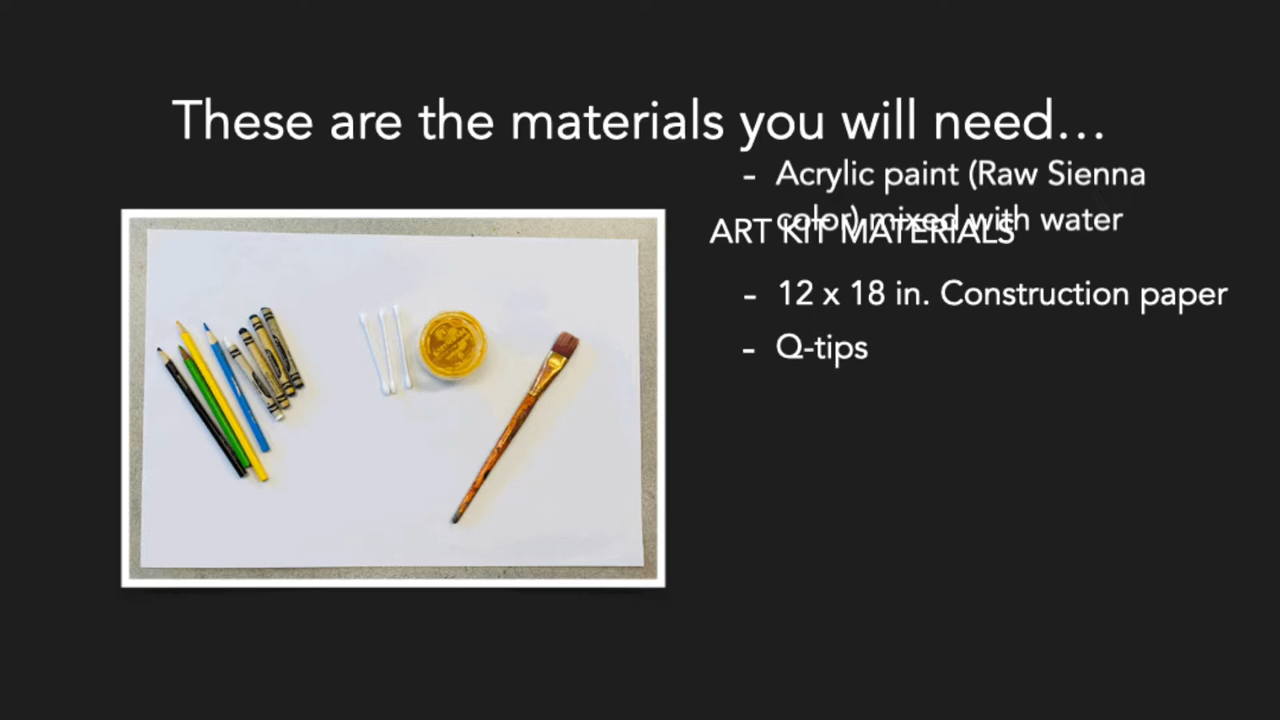 These are the materials you will need…
- Acrylic paint (Raw Sienna
color) mixed with water
ART KIT MATERIALS
- 12 x 18 in. Construction paper
- Q-tips